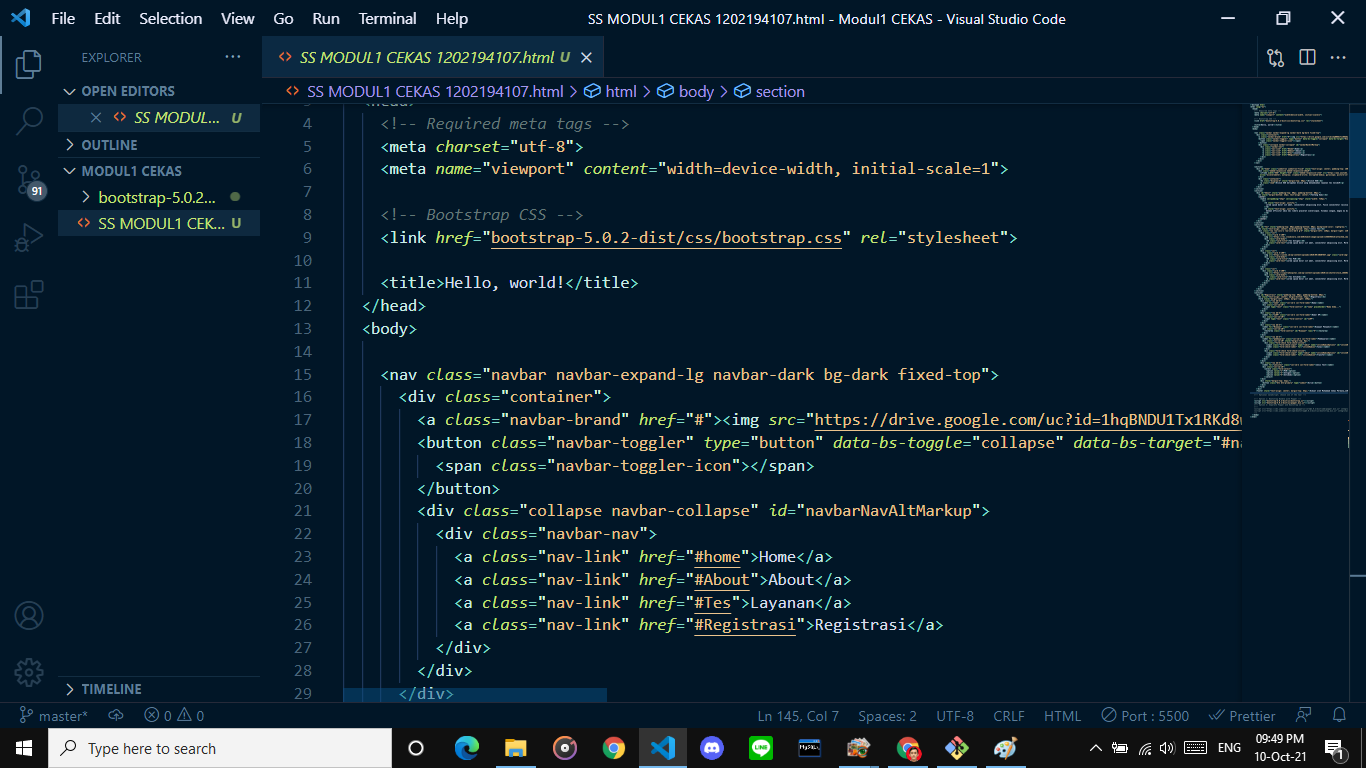 File Edit Selection View Go Run Terminal Help
SS MODUL1 CEKAS 1202194107.html - Modul1 CEKAS - Visual Studio Code
EXPLORER
SS MODUL1 CEKAS 1202194107.html U
OPEN EDITORS
SS MODUL... U
OUTLINE
MODUL1 CEKAS
bootstrap-5.0.2...
SS MODUL1 CEK... U
91
TIMELINE
SS MODUL1 CEKAS 1202194107.html > html > body > section
3 <head>
4 <!-- Required meta tags -->
5 <meta charset="utf-8">
6 <meta name="viewport" content="width=device-width, initial-scale=1">
7
8 <!-- Bootstrap CSS -->
9 <link href="bootstrap-5.0.2-dist/css/bootstrap.css" rel="stylesheet">
10
11 <title>Hello, world!</title>
12 </head>
13 <body>
14
15 <nav class="navbar navbar-expand-lg navbar-dark bg-dark fixed-top">
16 <div class="container">
17 <a class="navbar-brand" href="#"><img src="https://drive.google.com/uc?id=1hqBNDU1Tx1RKd8
18 <button class="navbar-toggler" type="button" data-bs-toggle="collapse" data-bs-target="#na
19 <span class="navbar-toggler-icon"></span>
20 </button>
21 <div class="collapse navbar-collapse" id="navbarNavAltMarkup">
22 <div class="navbar-nav">
23 <a class="nav-link" href="#home">Home</a>
24 <a class="nav-link" href="#About">About</a>
25 <a class="nav-link" href="#Tes">Layanan</a>
26 <a class="nav-link" href="#Registrasi">Registrasi</a>
27 </div>
28 </div>
29 </div>
master* 0 0 Ln 145, Col 7 Spaces: 2 UTF-8 CRLF HTML Port : 5500 Prettier
Type here to search
MySQL
LINE
ENG
09:49 PM
10-Oct-21
1